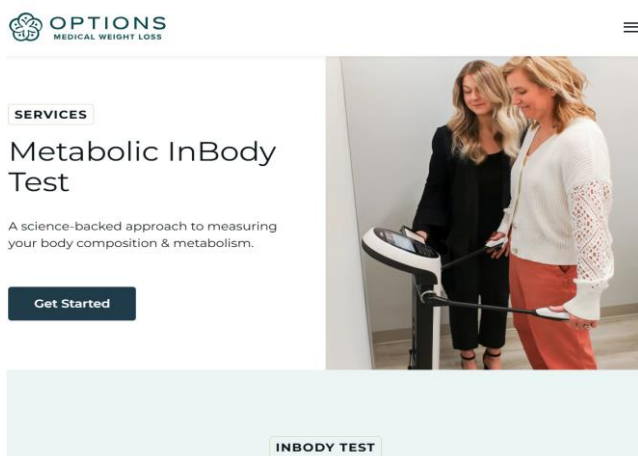 OPTIONS
MEDICAL WEIGHT LOSS
SERVICES
Metabolic InBody
Test
A science-backed approach to measuring
your body composition & metabolism.
Get Started
INBODY TEST